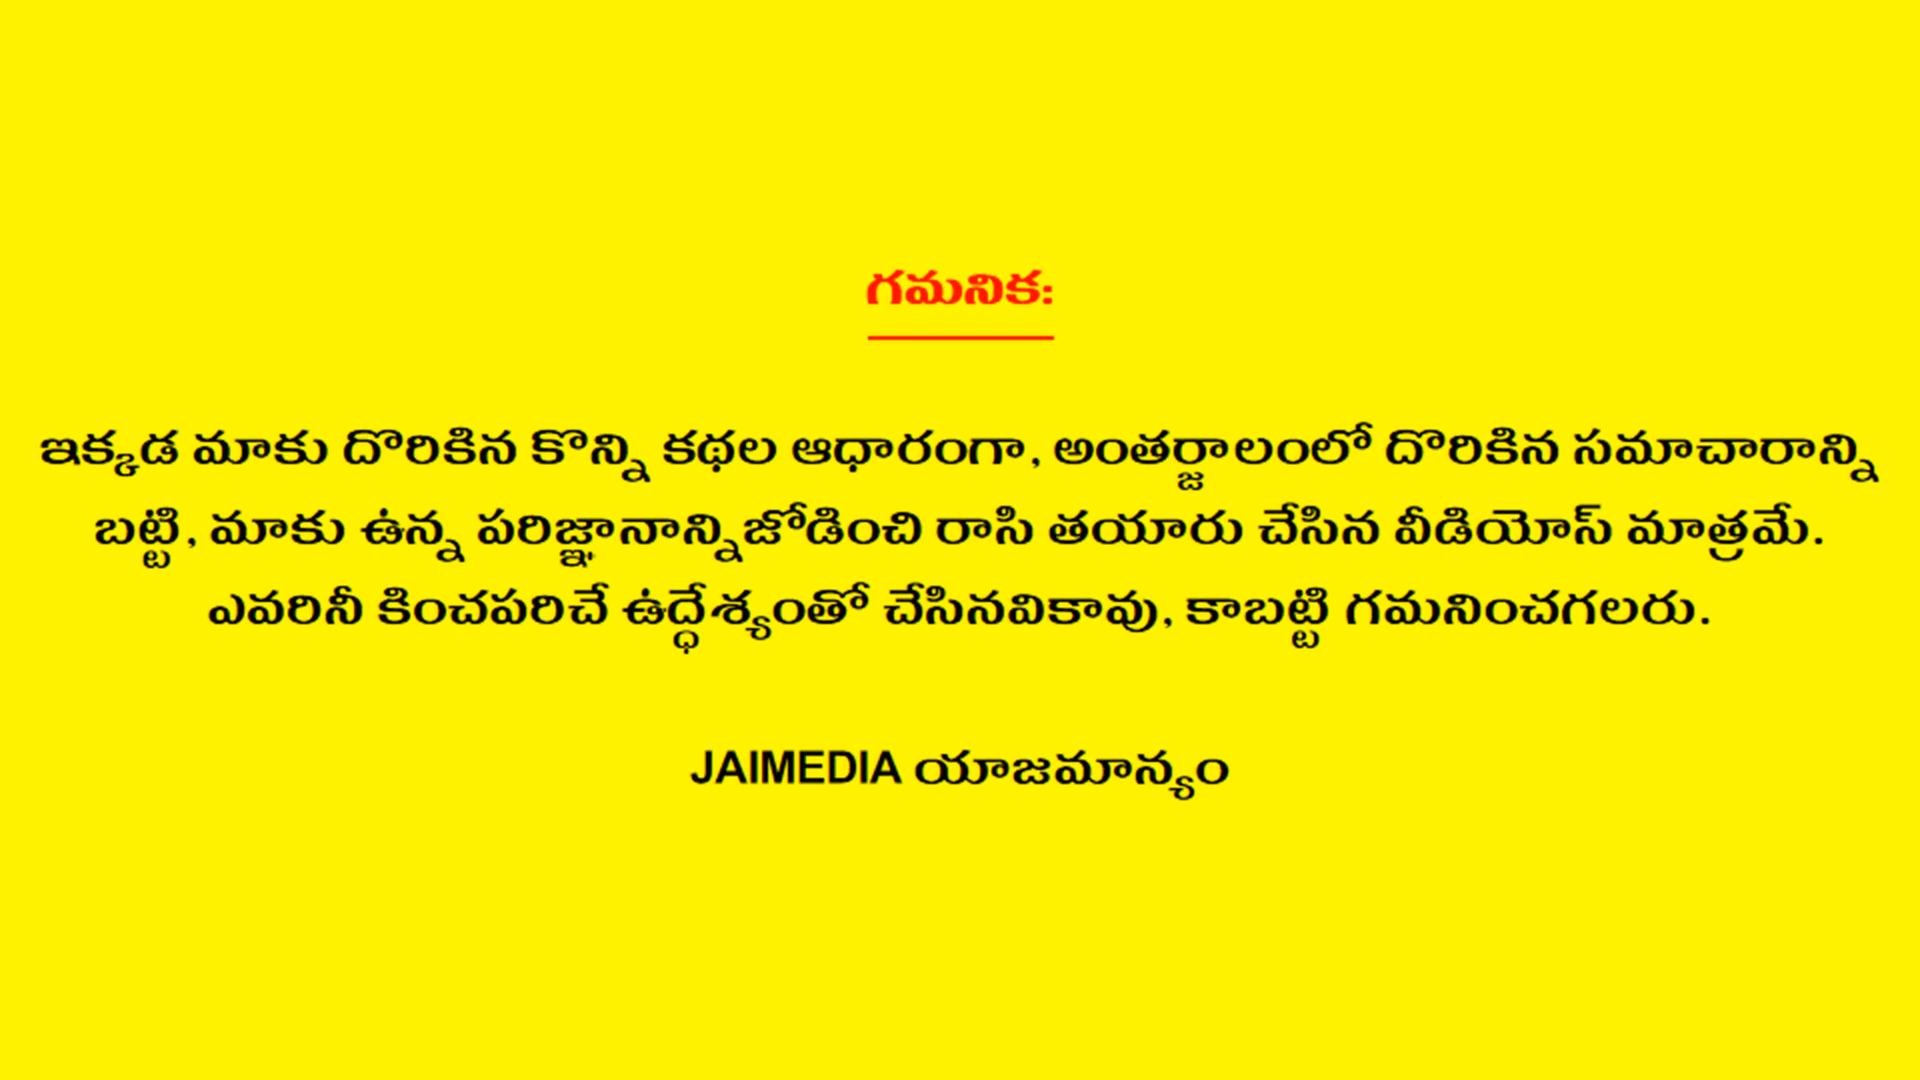 గమనిక:
ఇక్కడ మాకు దొరికిన కొన్ని కథల ఆధారంగా, అంతర్జాలంలో దొరికిన సమాచారాన్ని
బట్టి, మాకు ఉన్న పరిజ్ఞానాన్నిజోడించి రాసి తయారు చేసిన వీడియోస్ మాత్రమే.
ఎవరినీ కించపరిచే ఉద్ధేశ్యంతో చేసినవికావు, కాబట్టి గమనించగలరు.
JAIMEDIA యాజమాన్యం